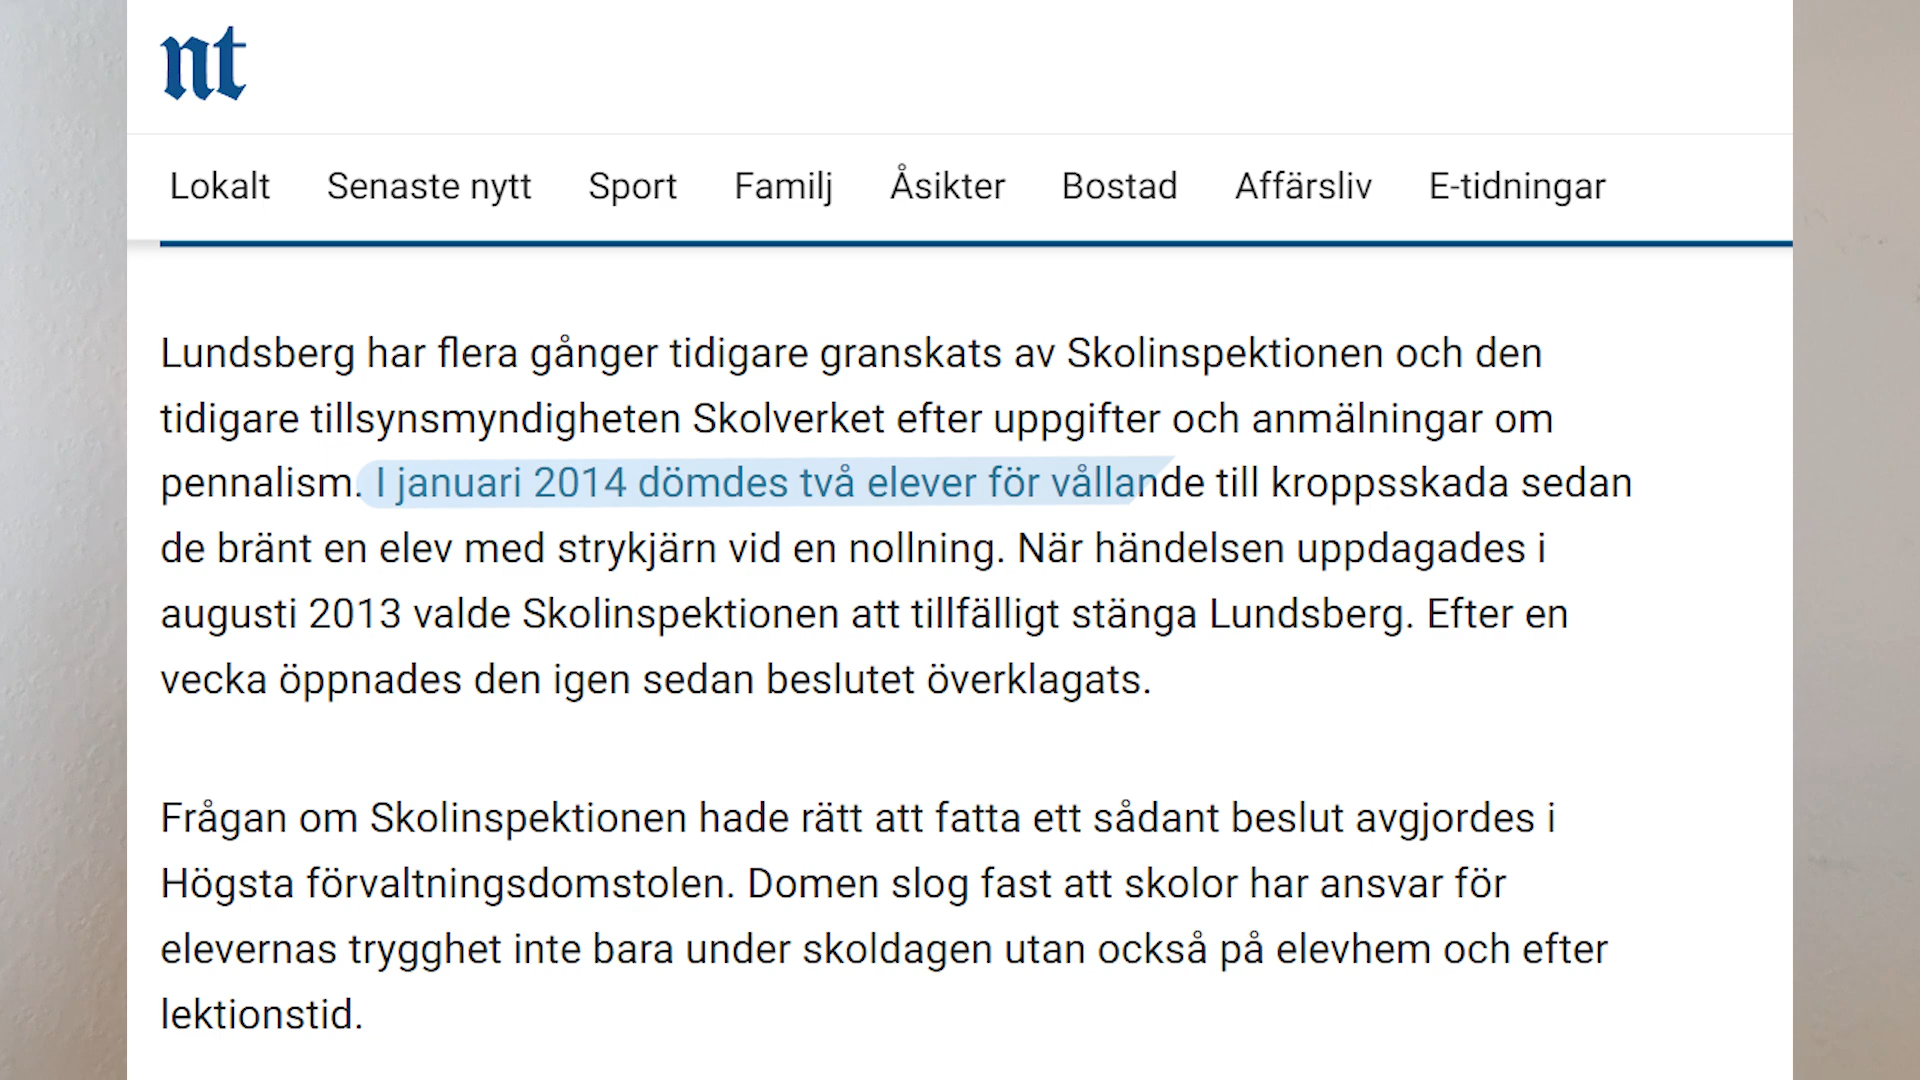 nt
Lokalt Senaste nytt Sport Familj Åsikter Bostad Affärsliv E-tidningar
Lundsberg har flera gånger tidigare granskats av Skolinspektionen och den
tidigare tillsynsmyndigheten Skolverket efter uppgifter och anmälningar om
pennalism. I januari 2014 dömdes två elever för vållande till kroppsskada sedan
de bränt en elev med strykjärn vid en nollning. När händelsen uppdagades i
augusti 2013 valde Skolinspektionen att tillfälligt stänga Lundsberg. Efter en
vecka öppnades den igen sedan beslutet överklagats.
Frågan om Skolinspektionen hade rätt att fatta ett sådant beslut avgjordes i
Högsta förvaltningsdomstolen. Domen slog fast att skolor har ansvar för
elevernas trygghet inte bara under skoldagen utan också på elevhem och efter
lektionstid.